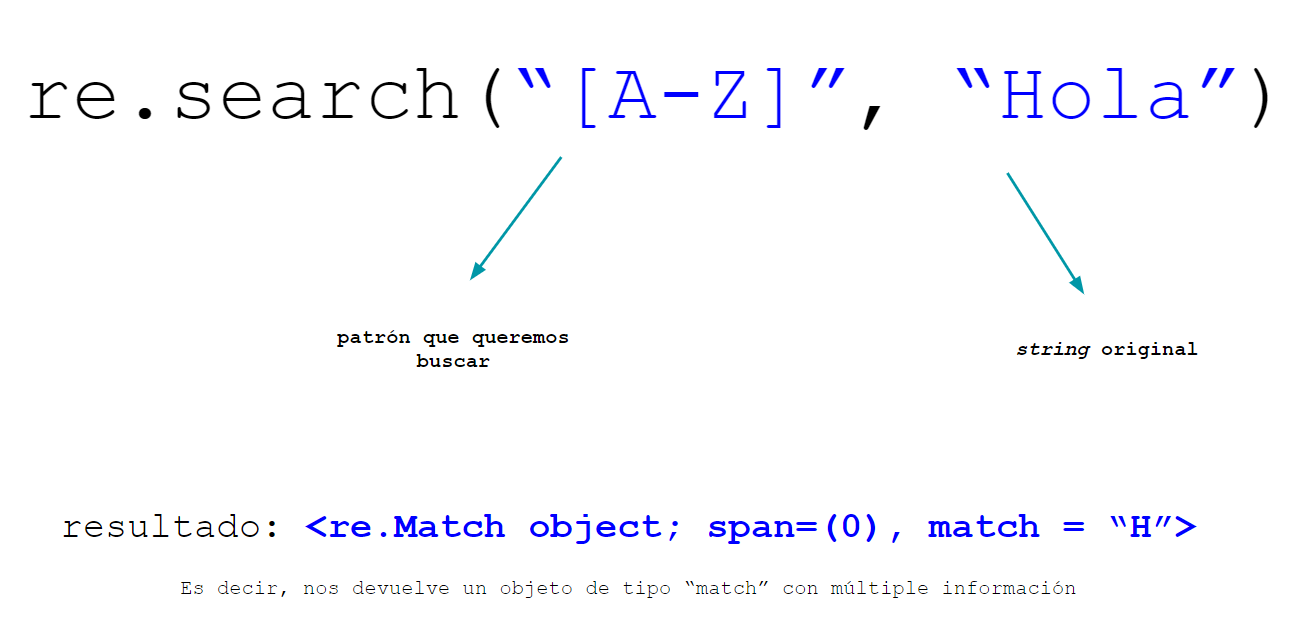 re.search(“[A-Z]”, “Hola”)
patrón que queremos
buscar
string original
resultado: <re.Match object; span=(0), match = “H”>
Es decir, nos devuelve un objeto de tipo “match” con múltiple información